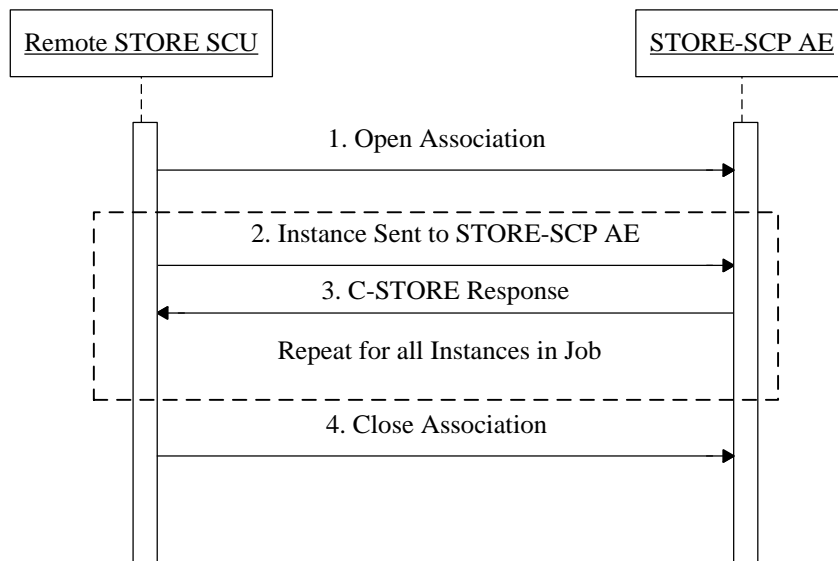 Remote STORE SCU
STORE-SCP AE
1. Open Association
2. Instance Sent to STORE-SCP AE
3. C-STORE Response
Repeat for all Instances in Job
4. Close Association